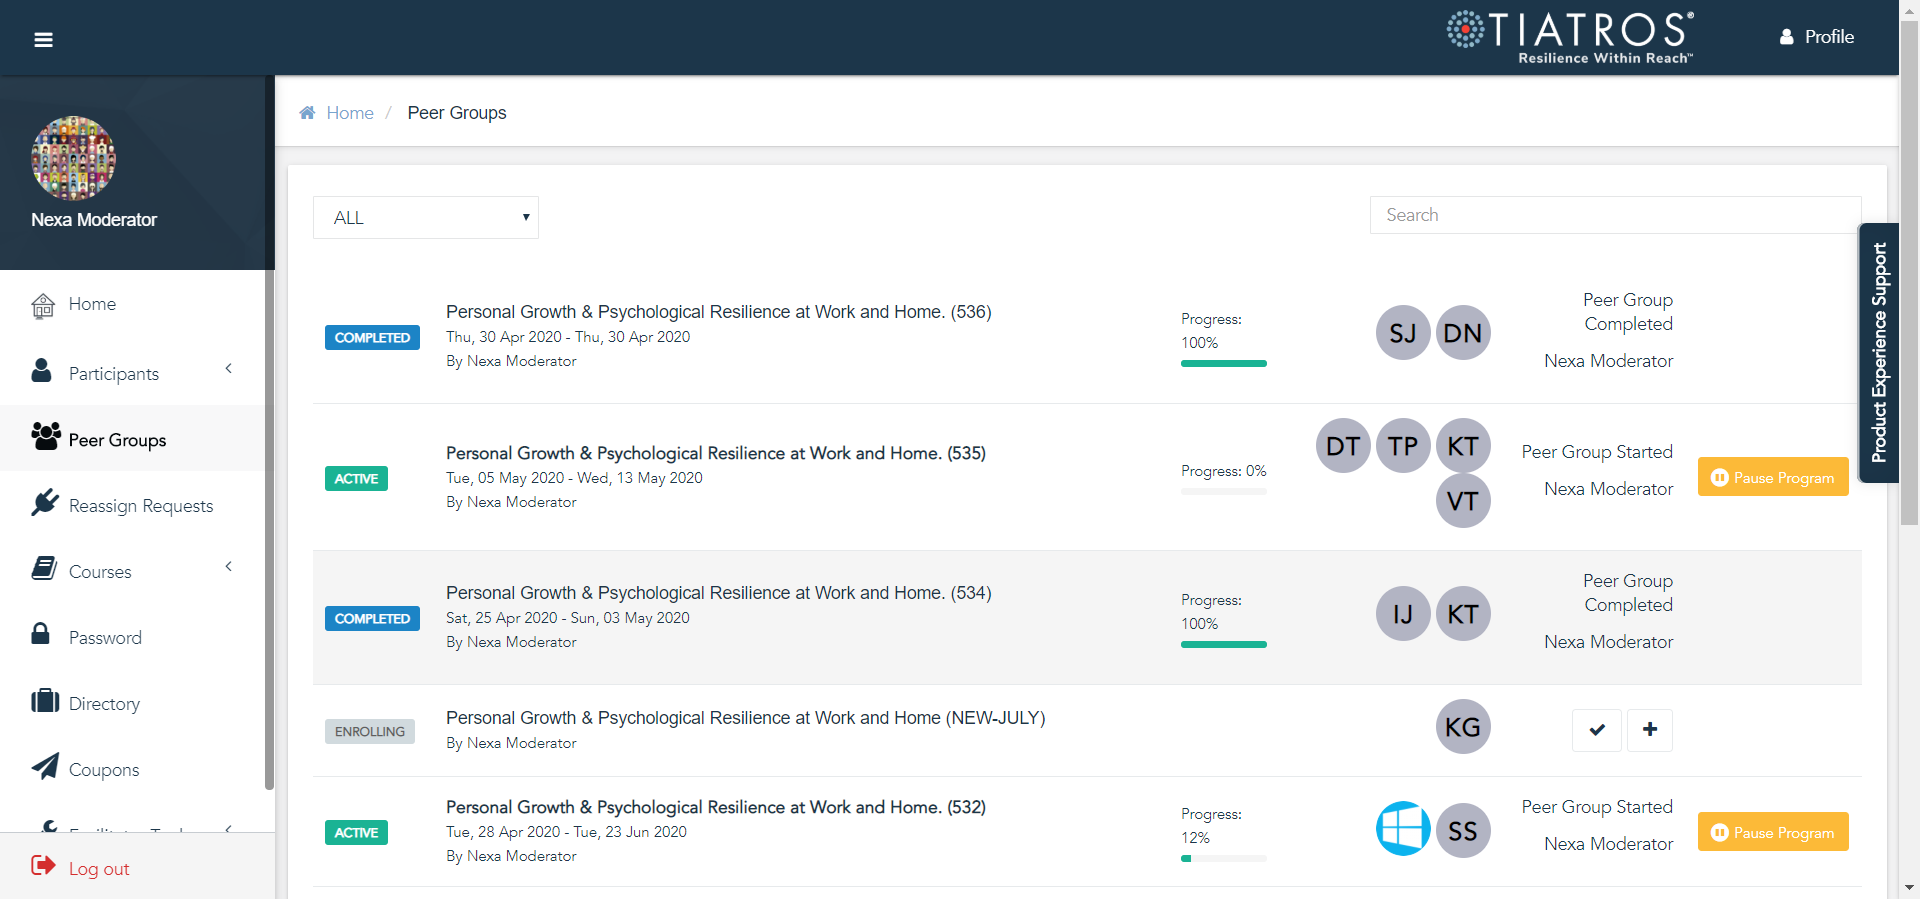 TIATROS®
Resilience Within Reach™
Profile
Nexa Moderator
Home
Participants
Peer Groups
Reassign Requests
Courses
Password
Directory
Coupons
Log out
Home / Peer Groups
ALL
Search
Product Experience Support
COMPLETED
Personal Growth & Psychological Resilience at Work and Home. (536)
Thu, 30 Apr 2020 - Thu, 30 Apr 2020
By Nexa Moderator
Progress:
100%
SJ DN
Peer Group
Completed
Nexa Moderator
ACTIVE
Personal Growth & Psychological Resilience at Work and Home. (535)
Tue, 05 May 2020 - Wed, 13 May 2020
By Nexa Moderator
Progress: 0%
DT TP KT
VT
Peer Group Started
Nexa Moderator
Pause Program
COMPLETED
Personal Growth & Psychological Resilience at Work and Home. (534)
Sat, 25 Apr 2020 - Sun, 03 May 2020
By Nexa Moderator
Progress:
100%
IJ KT
Peer Group
Completed
Nexa Moderator
ENROLLING
Personal Growth & Psychological Resilience at Work and Home (NEW-JULY)
By Nexa Moderator
KG
ACTIVE
Personal Growth & Psychological Resilience at Work and Home. (532)
Tue, 28 Apr 2020 - Tue, 23 Jun 2020
By Nexa Moderator
Progress:
12%
SS
Peer Group Started
Nexa Moderator
Pause Program